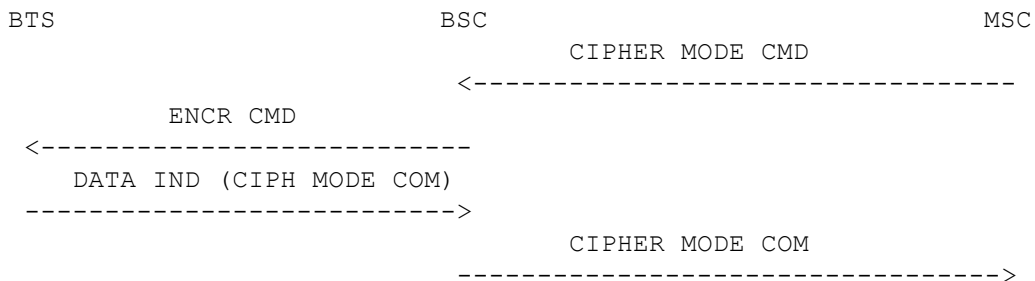 BTS BSC MSC
CIPHER MODE CMD
<----------------------------------
ENCR CMD
<---------------------------
DATA IND (CIPH MODE COM)
--------------------------->
CIPHER MODE COM
---------------------------------->